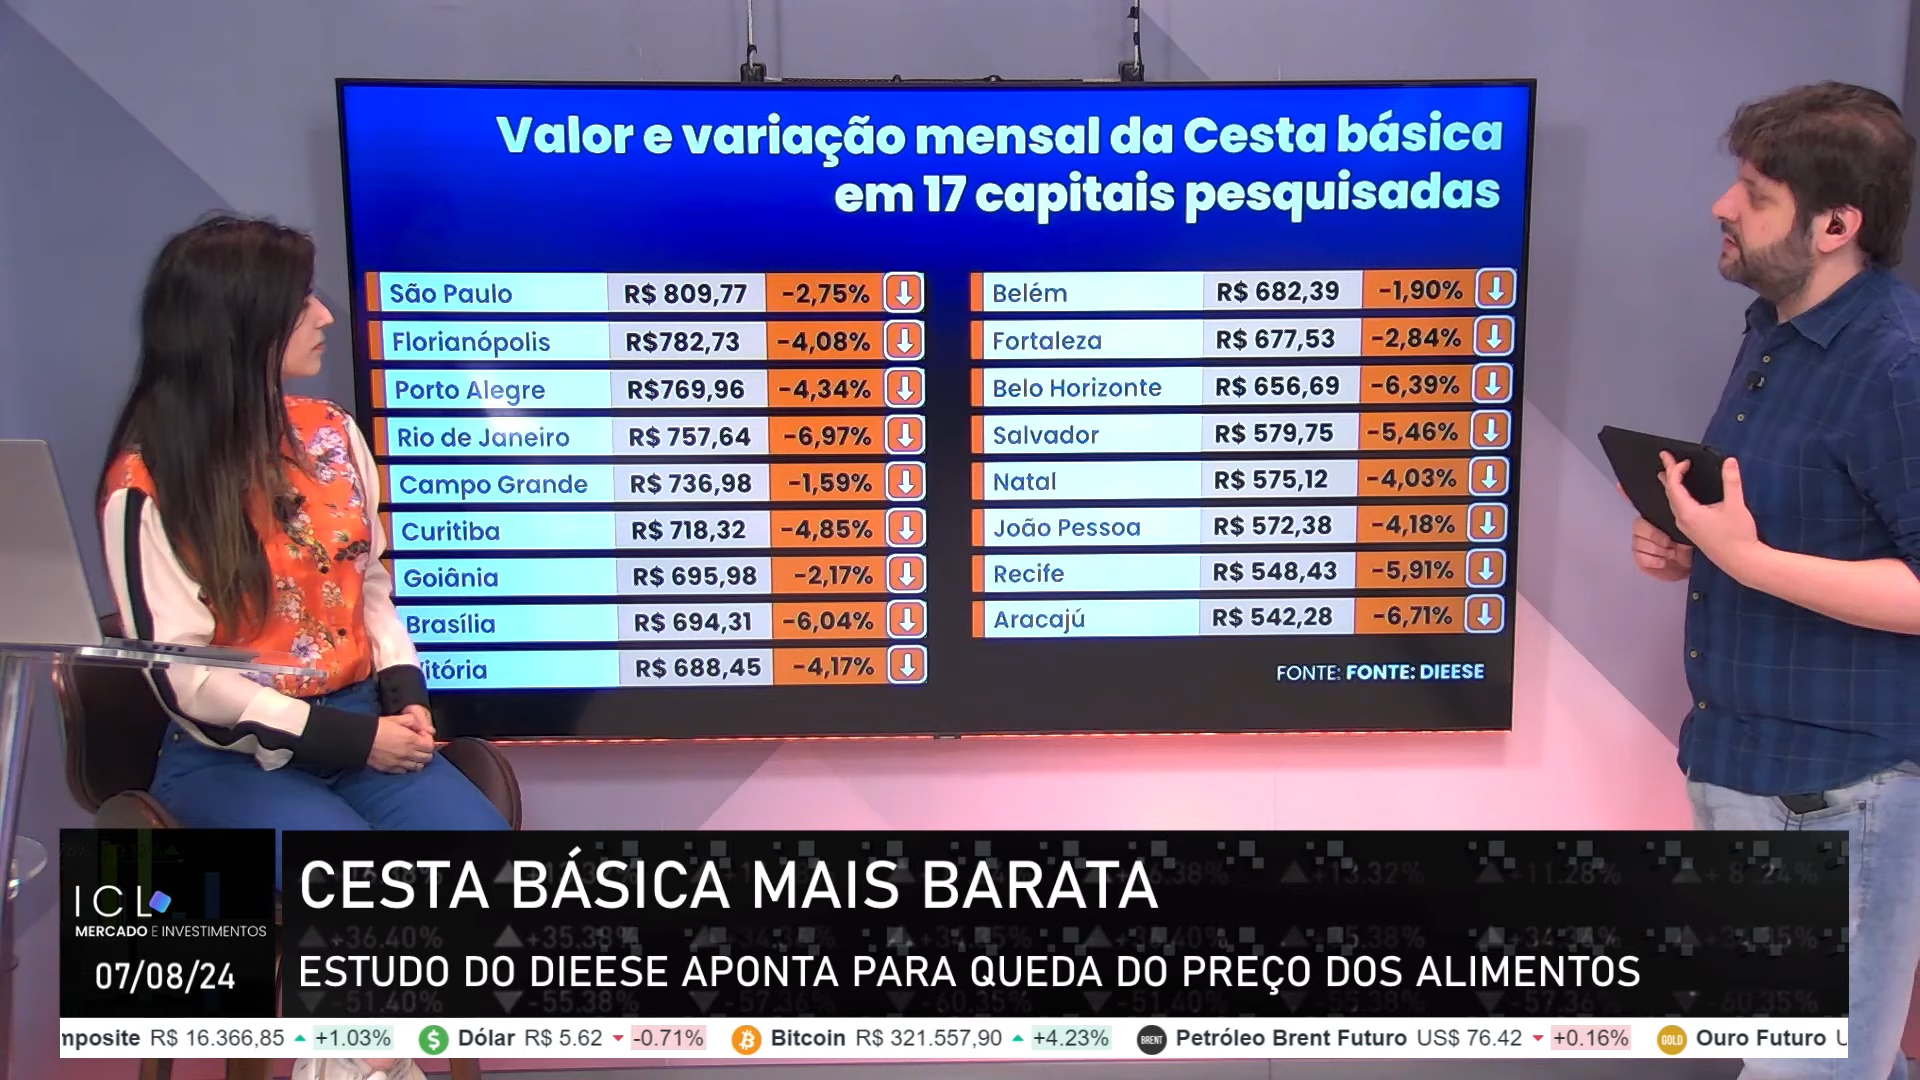 Valor e variação mensal da Cesta básica
em 17 capitais pesquisadas
São Paulo R$ 809,77 -2,75%
Florianópolis R$782,73 -4,08%
Porto Alegre R$769,96 -4,34%
Rio de Janeiro R$ 757,64 -6,97%
Campo Grande R$ 736,98 -1,59%
Curitiba R$ 718,32 -4,85%
Goiânia R$ 695,98 -2,17%
Brasília R$ 694,31 -6,04%
itória R$ 688,45 -4,17%
Belém R$ 682,39 -1,90%
Fortaleza R$ 677,53 -2,84%
Belo Horizonte R$ 656,69 -6,39%
Salvador R$ 579,75 -5,46%
Natal R$ 575,12 -4,03%
João Pessoa R$ 572,38 -4,18%
Recife R$ 548,43 -5,91%
Aracajú R$ 542,28 -6,71%
FONTE: FONTE: DIEESE
ICL
MERCADO E INVESTIMENTOS
07/08/24
CESTA BÁSICA MAIS BARATA
ESTUDO DO DIEESE APONTA PARA QUEDA DO PREÇO DOS ALIMENTOS
mposite R$ 16.366,85 +1.03% Dólar R$ 5.62 -0.71% Bitcoin R$ 321.557,90 +4.23% BRENT Petróleo Brent Futuro US$ 76.42 +0.16% GOLD Ouro Futuro U